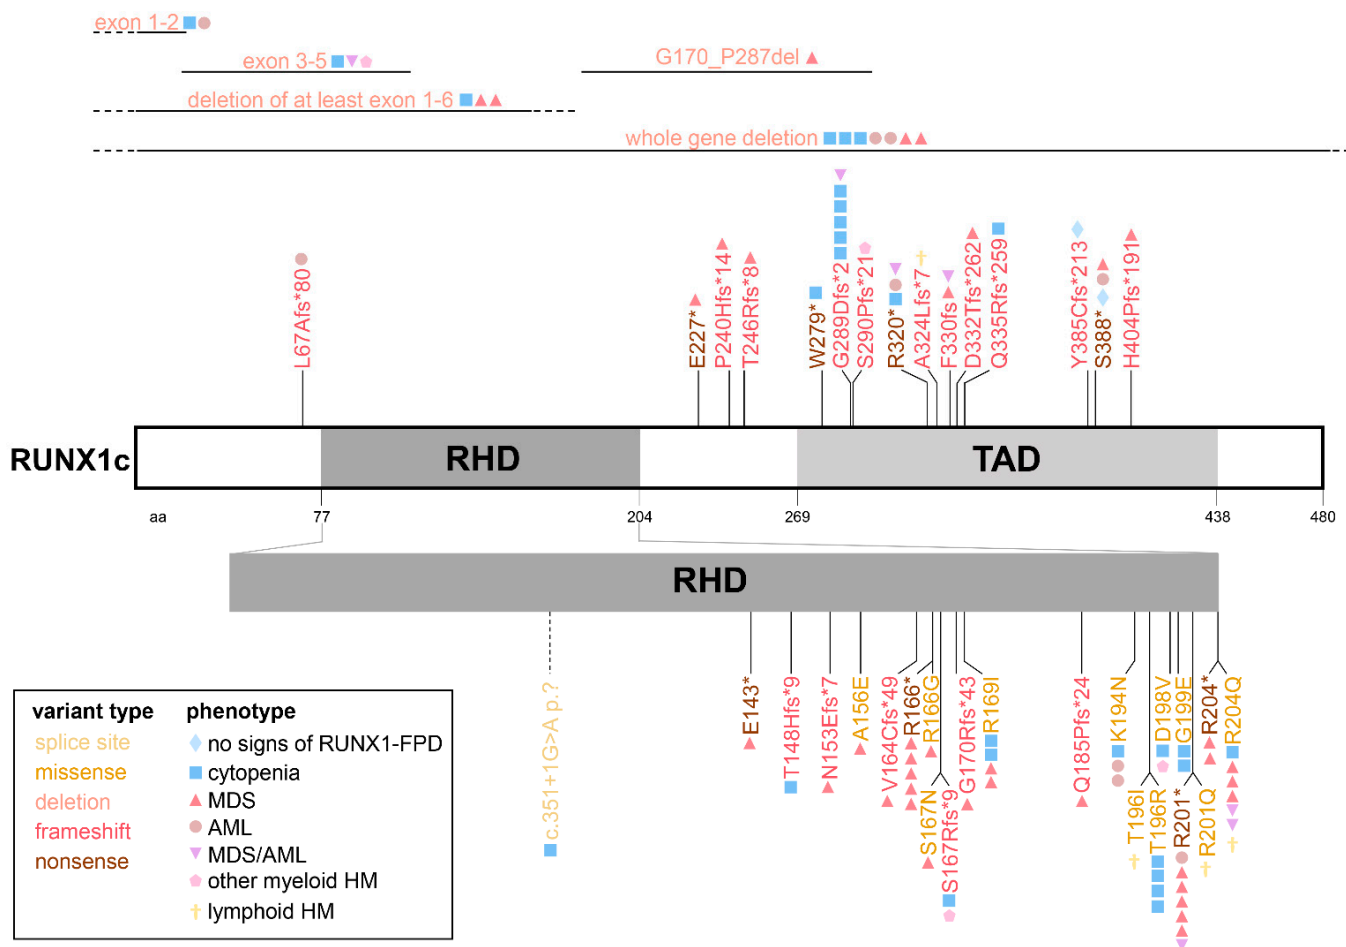 exon 1-2
exon 3-5
G170_P287del
deletion of at least exon 1-6
whole gene deletion
L67Afs*80
E227*
P240Hfs*14
T246Rfs*8
W279*
G289Dfs*2
S290Pfs*21
R320*
A324Lfs*7
F330fs
D332Tfs*262
Q335Rfs*259
Y385Cfs*213
S388*
H404Pfs*191
RUNX1c
RHD
TAD
aa
77
204
269
438
480
RHD
c.351+1G>A p.?
E143*
T148Hfs*9
N153Efs*7
A156E
V164Cfs*49
R166*
R166G
S167N
S167Rfs*9
G170Rfs*43
R169I
Q185Pfs*24
K194N
T196I
T196R
D198V
G199E
R201*
R201Q
R204*
R204Q
variant type
splice site
missense
deletion
frameshift
nonsense
phenotype
no signs of RUNX1-FPD
cytopenia
MDS
AML
MDS/AML
other myeloid HM
lymphoid HM